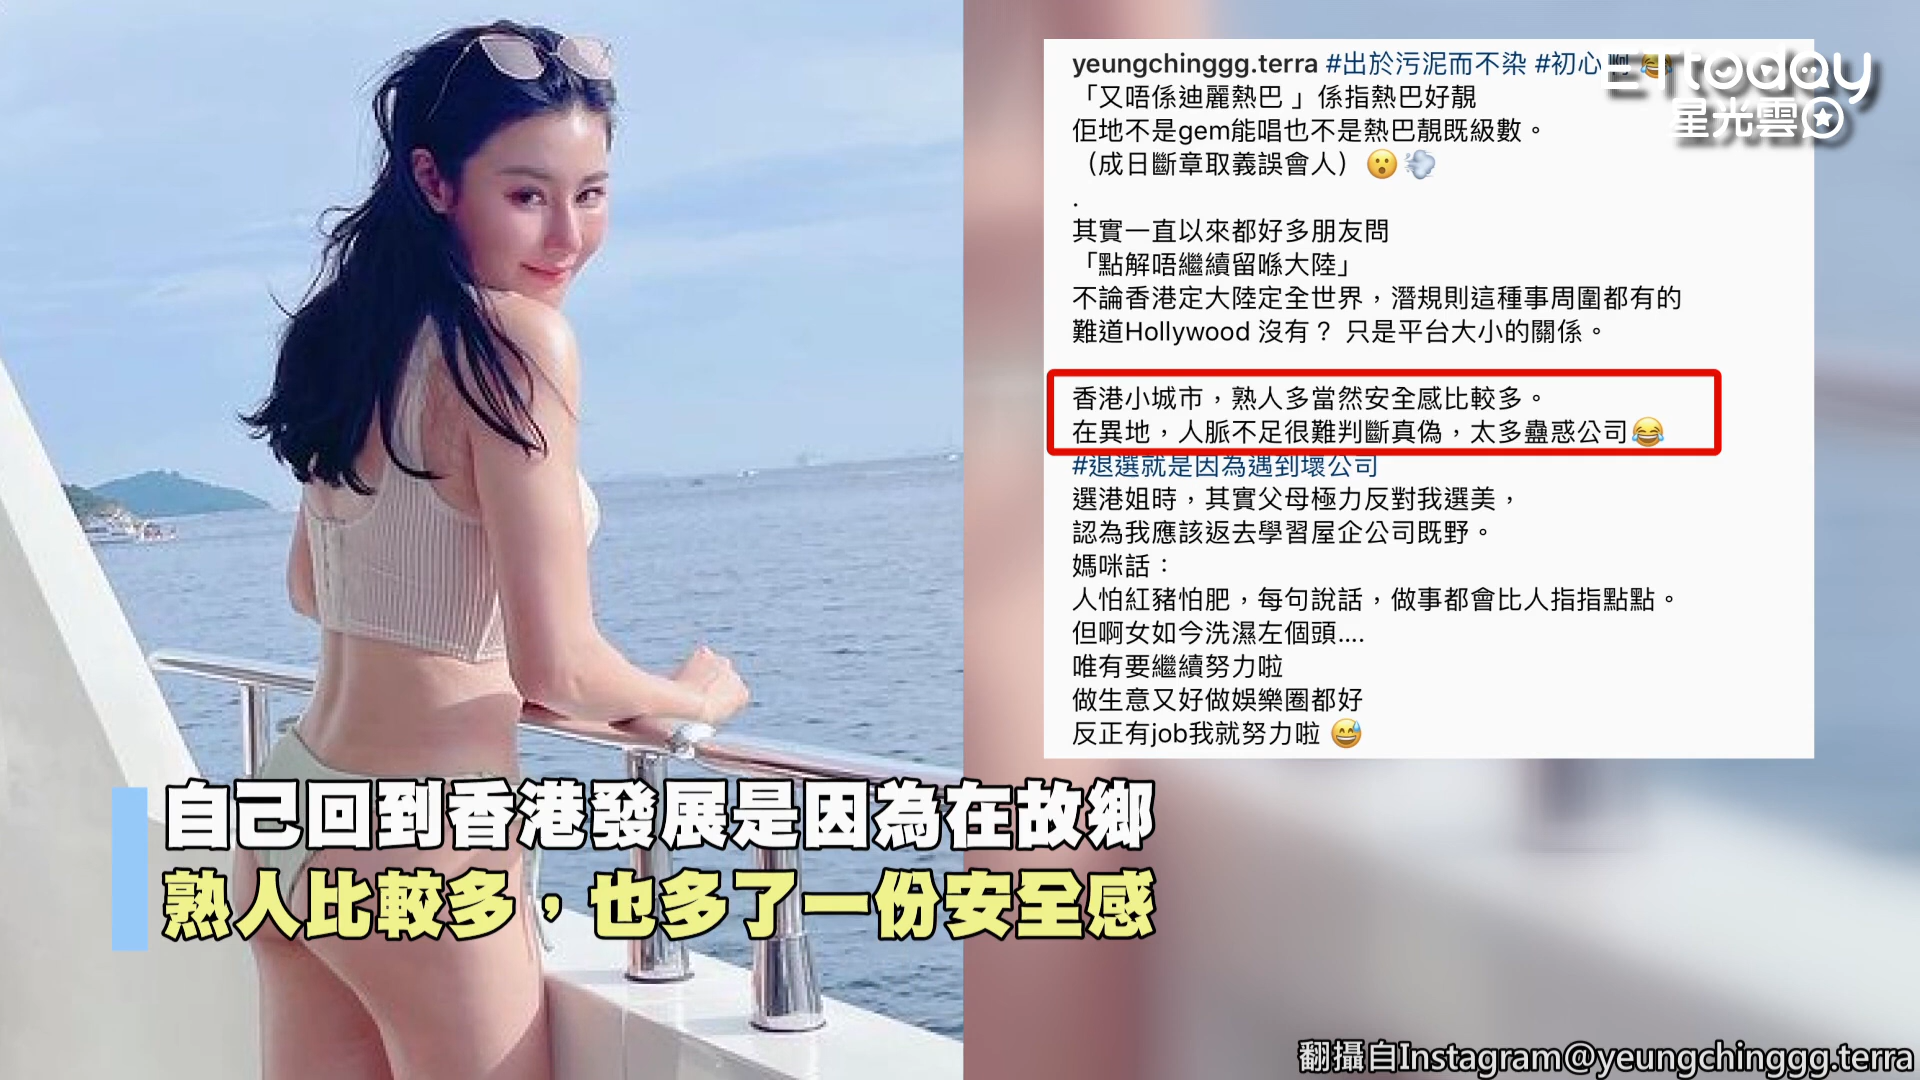 yeungchinggg.terra #出於污泥而不染 #初心啊 😂
「又唔係迪麗熱巴 」係指熱巴好靚
佢地不是gem能唱也不是熱巴靚既級數。
（成日斷章取義誤會人）😮💨
.
其實一直以來都好多朋友問
「點解唔繼續留喺大陸」
不論香港定大陸定全世界，潛規則這種事周圍都有的
難道Hollywood 沒有？ 只是平台大小的關係。
香港小城市，熟人多當然安全感比較多。
在異地，人脈不足很難判斷真偽，太多蠱惑公司😂
#退選就是因為遇到壞公司
選港姐時，其實父母極力反對我選美，
認為我應該返去學習屋企公司既野。
媽咪話：
人怕紅豬怕肥，每句說話，做事都會比人指指點點。
但啊女如今洗濕左個頭....
唯有要繼續努力啦
做生意又好做娛樂圈都好
反正有job我就努力啦 😅
ETtoday
星光雲
自己回到香港發展是因為在故鄉
熟人比較多，也多了一份安全感
翻攝自Instagram@yeungchinggg.terra